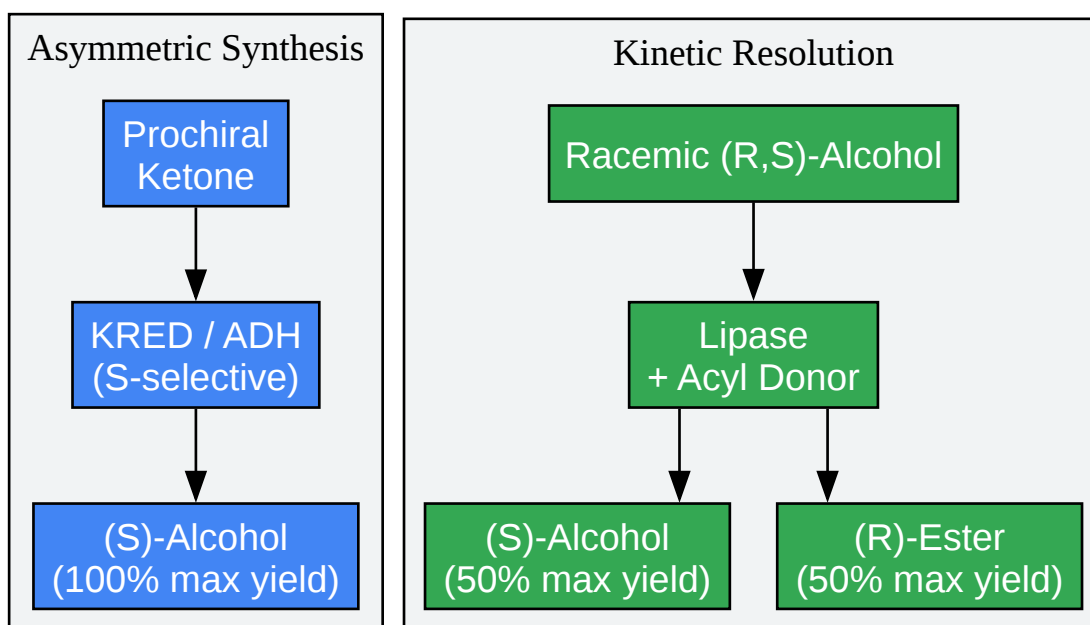 Asymmetric Synthesis
Prochiral
Ketone
KRED / ADH
(S-selective)
(S)-Alcohol
(100% max yield)
Kinetic Resolution
Racemic (R,S)-Alcohol
Lipase
+ Acyl Donor
(S)-Alcohol
(50% max yield)
(R)-Ester
(50% max yield)